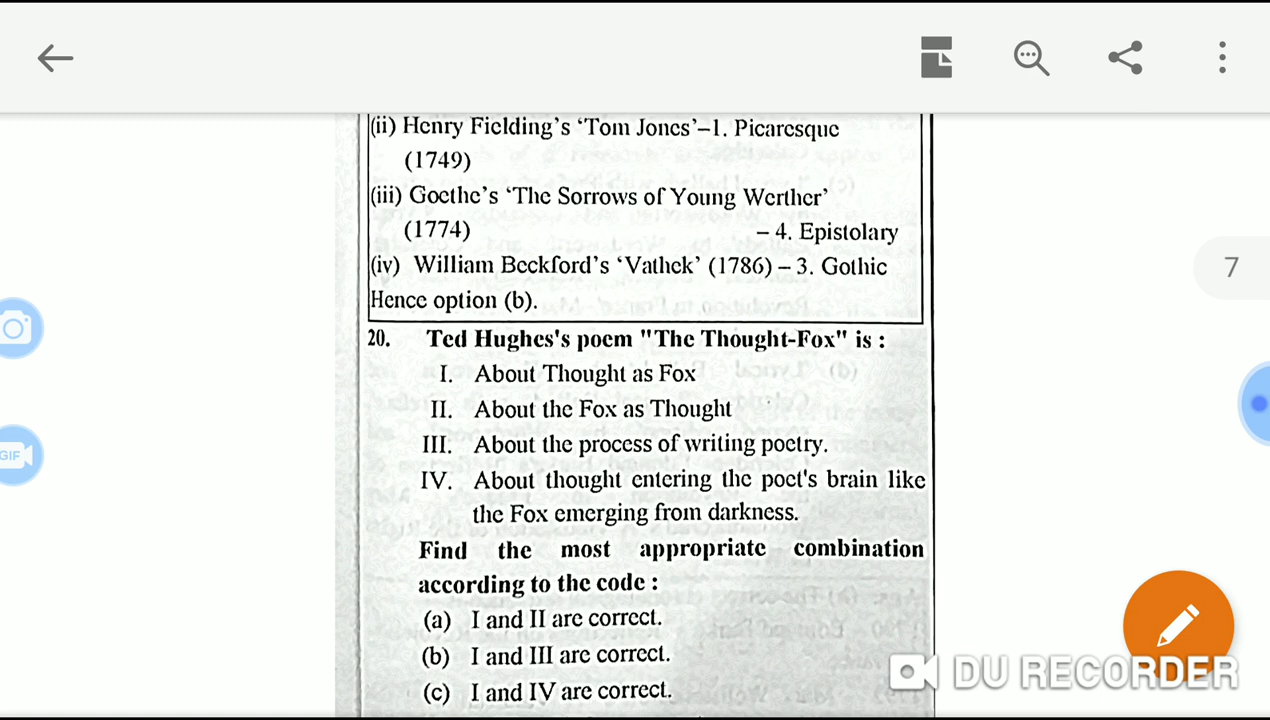 (ii) Henry Fielding's 'Tom Jones'–1. Picaresque
(1749)
(iii) Goethe's 'The Sorrows of Young Werther'
(1774) – 4. Epistolary
(iv) William Beckford's 'Vathek' (1786) – 3. Gothic
Hence option (b).
7
20. Ted Hughes's poem "The Thought-Fox" is :
I. About Thought as Fox
II. About the Fox as Thought
III. About the process of writing poetry.
IV. About thought entering the poet's brain like
the Fox emerging from darkness.
Find the most appropriate combination
according to the code :
(a) I and II are correct.
(b) I and III are correct.
(c) I and IV are correct.
GIF
DU RECORDER